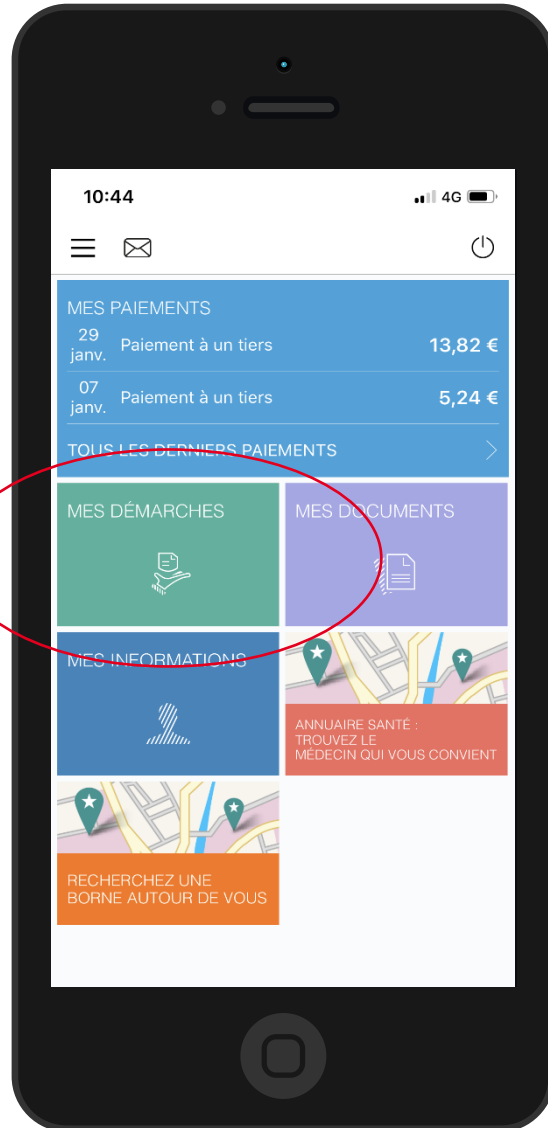 10:44
4G
MES PAIEMENTS
29 janv. Paiement à un tiers 13,82 €
07 janv. Paiement à un tiers 5,24 €
TOUS LES DERNIERS PAIEMENTS
MES DÉMARCHES
MES DOCUMENTS
MES INFORMATIONS
ANNUAIRE SANTÉ :
TROUVEZ LE
MÉDECIN QUI VOUS CONVIENT
RECHERCHEZ UNE
BORNE AUTOUR DE VOUS